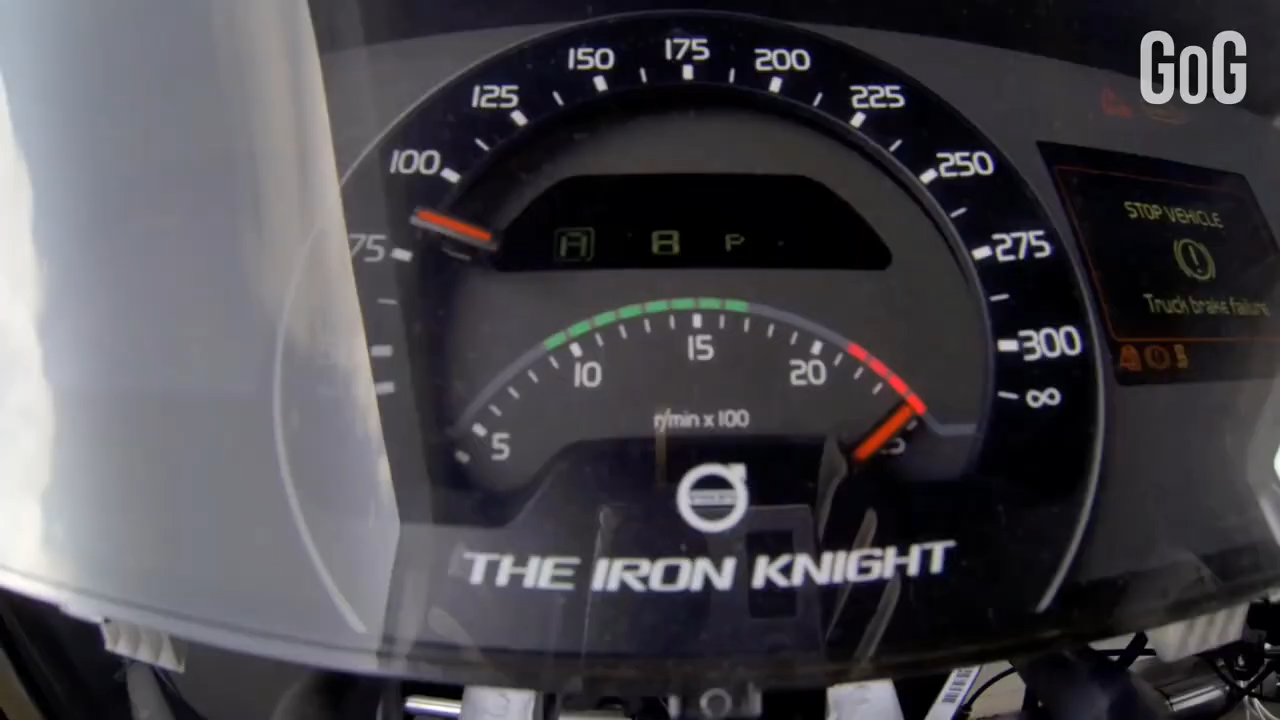 GoG
150 175 200
125 225
100 250
75 275
300
∞
A 8 P
STOP VEHICLE
Truck brake failure
10 15 20
5
r/min x 100
THE IRON KNIGHT